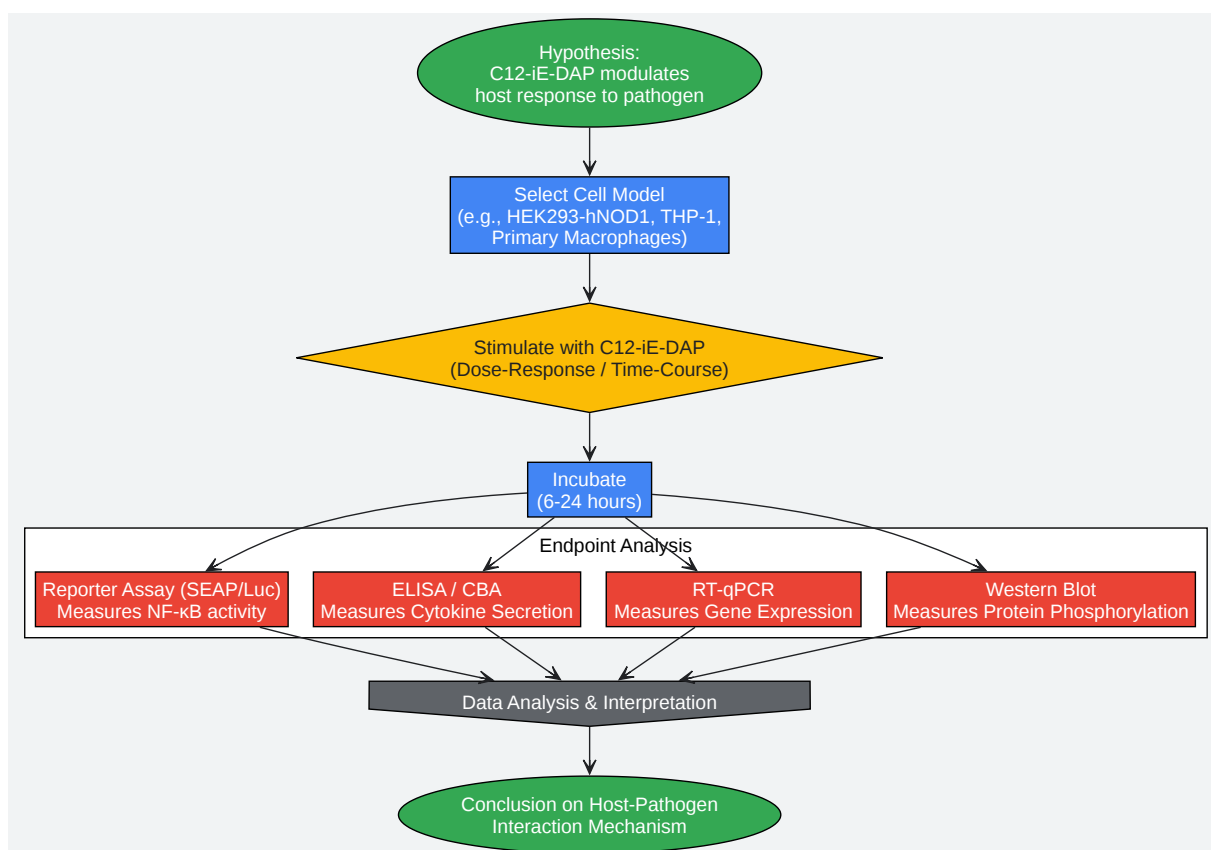 Hypothesis:
C12-iE-DAP modulates
host response to pathogen
Select Cell Model
(e.g., HEK293-hNOD1, THP-1,
Primary Macrophages)
Stimulate with C12-iE-DAP
(Dose-Response / Time-Course)
Incubate
(6-24 hours)
Endpoint Analysis
Reporter Assay (SEAP/Luc)
Measures NF-κB activity
ELISA / CBA
Measures Cytokine Secretion
RT-qPCR
Measures Gene Expression
Western Blot
Measures Protein Phosphorylation
Data Analysis & Interpretation
Conclusion on Host-Pathogen
Interaction Mechanism